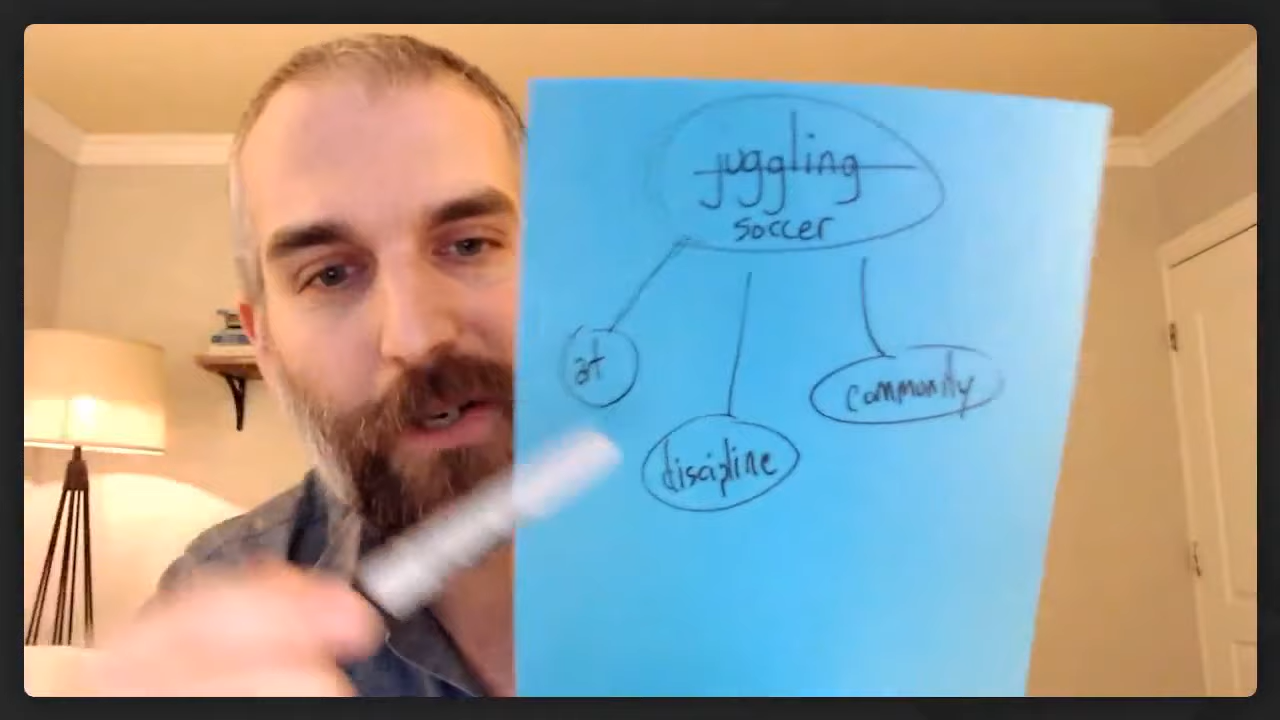 juggling
soccer
art
community
discipline